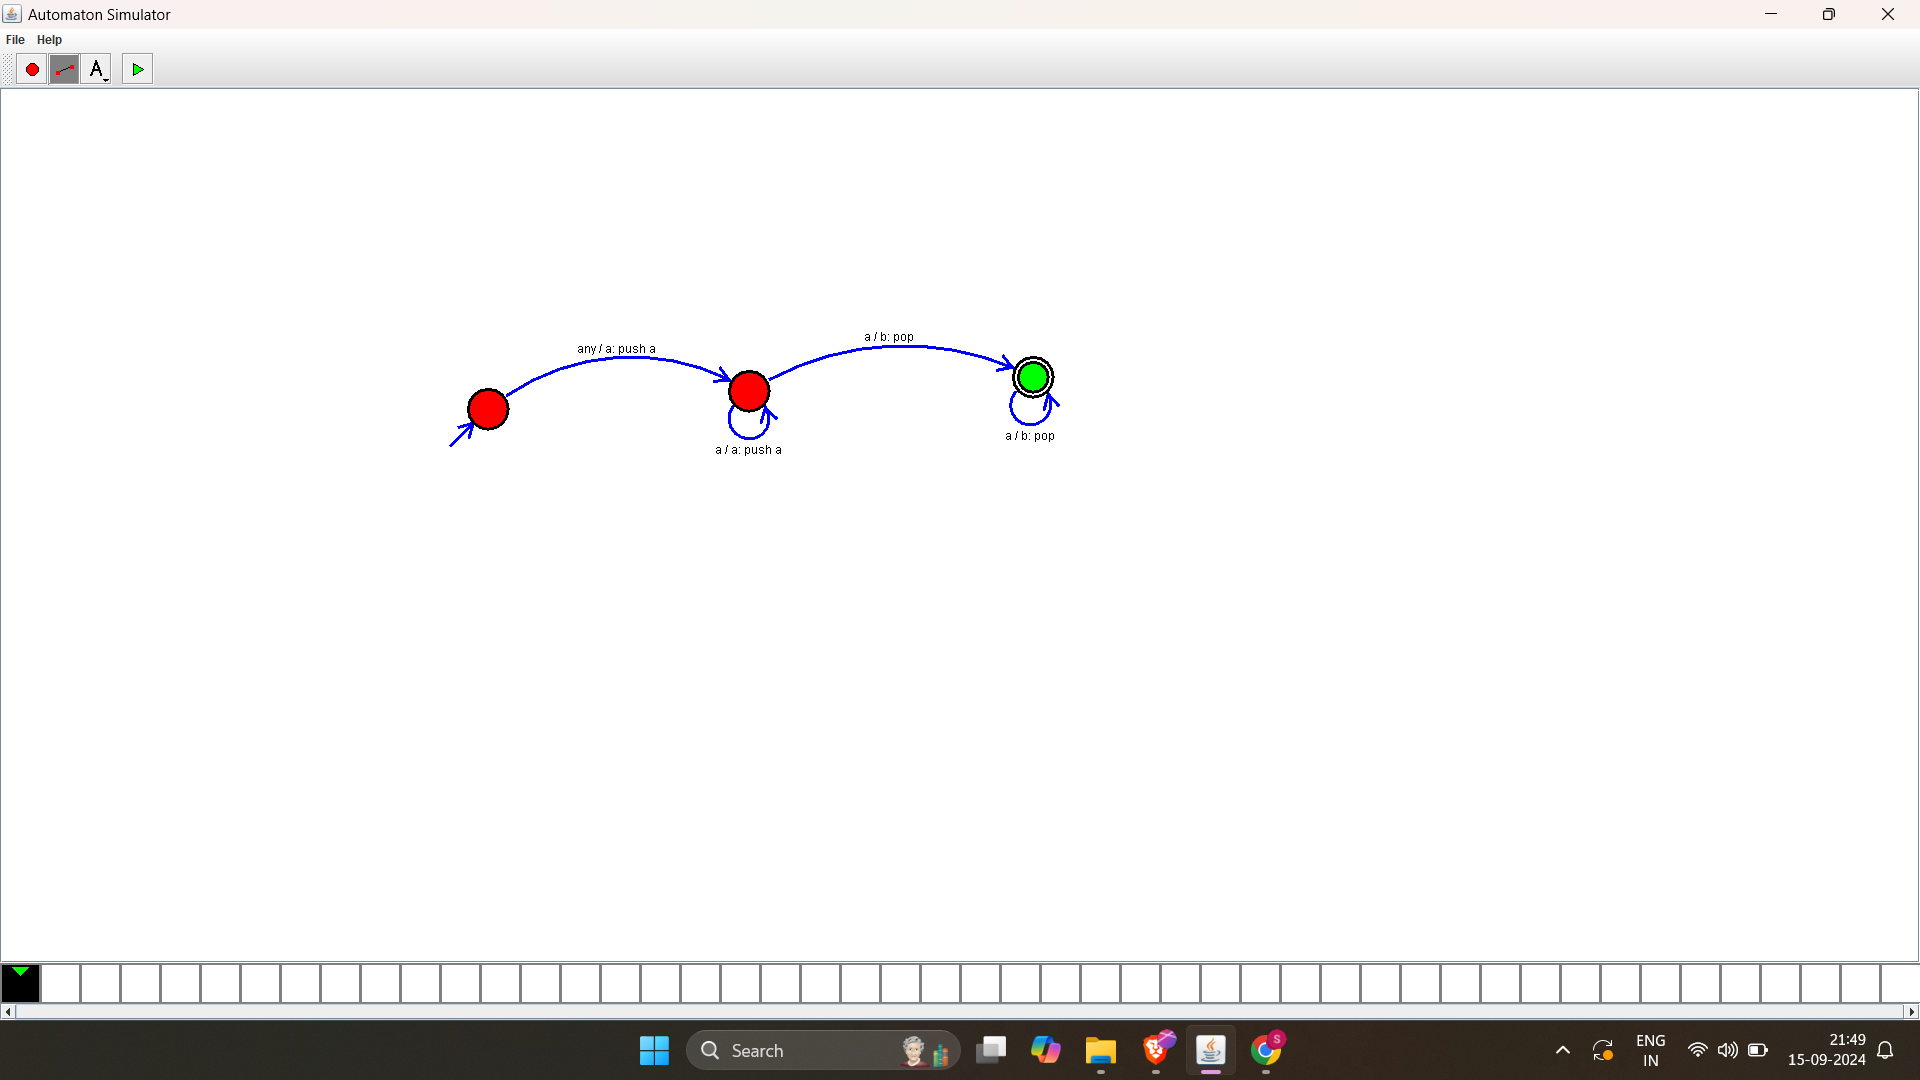 Automaton Simulator
File Help
A
any / a: push a
a / b: pop
a / a: push a
a / b: pop
Search
S
ENG
IN
21:49
15-09-2024